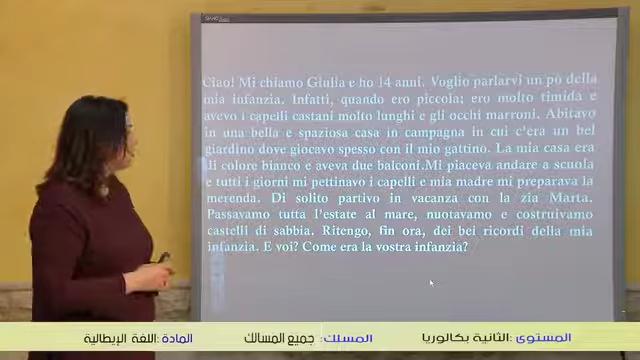 Ciao! Mi chiamo Giulla e ho 14 anni. Voglio parlarvi un pò della
mia infanzia. Infatti, quando ero piccola; ero molto timida e
avevo i capelli castani molto lunghi e gli occhi marroni. Abitavo
in una bella e spaziosa casa in campagna in cui c'era un bel
giardino dove giocavo spesso con il mio gattino. La mia casa era
di colore bianco e aveva due balconi.Mi piaceva andare a scuola
e tutti i giorni mi pettinavo i capelli e mia madre mi preparava la
merenda. Di solito partivo in vacanza con la zia Marta.
Passavamo tutta l'estate al mare, nuotavamo e costruivamo
castelli di sabbia. Ritengo, fin ora, dei bei ricordi della mia
infanzia. E voi? Come era la vostra infanzia?
المستوى :الثانية بكالوريا المسلك: جميع المسالك المادة: اللغة الإيطالية